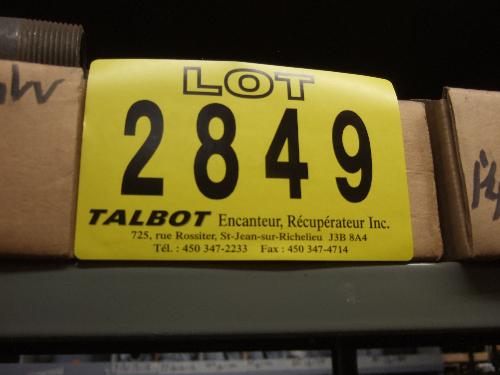 LOT
2849
TALBOT Encanteur, Récupérateur Inc.
725, rue Rossiter, St-Jean-sur-Richelieu J3B 8A4
Tél. : 450 347-2233 Fax : 450 347-4714